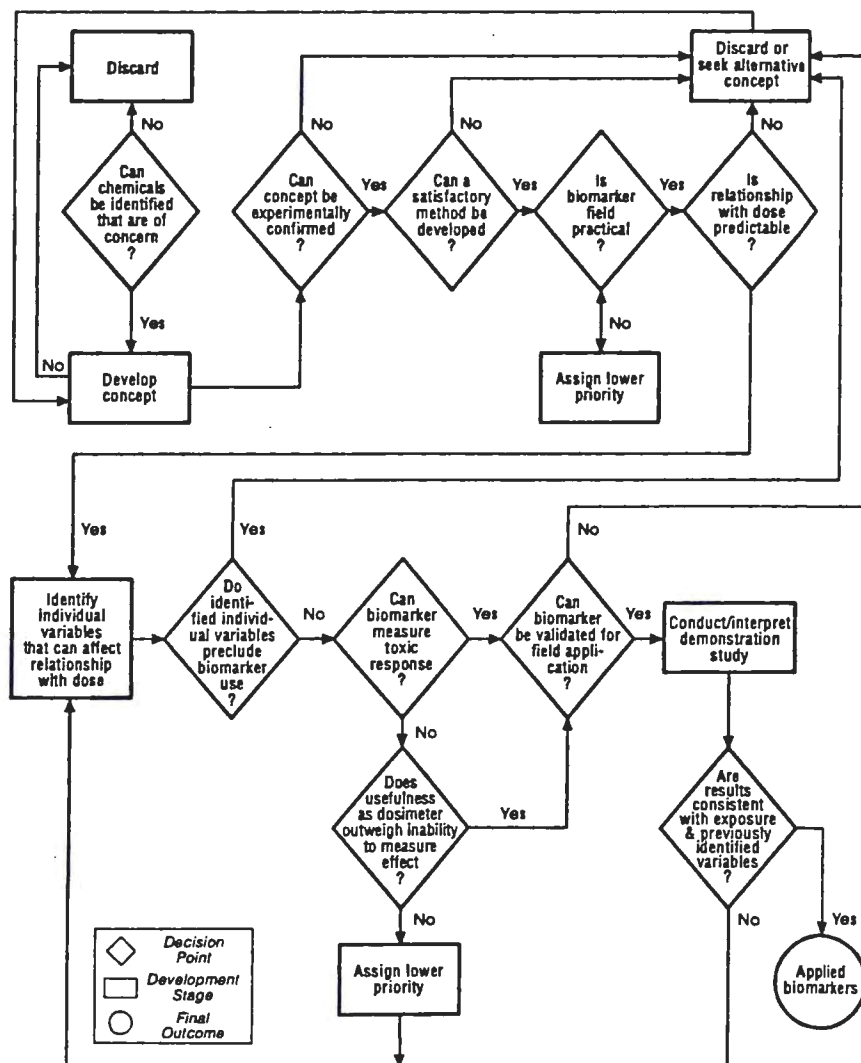 Discard
No
Can
chemicals
be identified
that are of
concern
?
Yes
No
Develop
concept
No
Can
concept be
experimentally
confirmed
?
Yes
No
Can a
satisfactory
method be
developed
?
Yes
Is
biomarker
field
practical
?
Yes
No
Assign lower
priority
Discard or
seek alternative
concept
No
Is
relationship
with dose
predictable
?
Yes
Identify
individual
variables
that can affect
relationship
with dose
Yes
Do
identi-
fied individ-
ual variables
preclude
biomarker
use
?
No
Can
biomarker
measure
toxic
response
?
Yes
No
Does
usefulness
as dosimeter
outweigh inability
to measure
effect
?
Yes
No
Assign lower
priority
No
Can
biomarker
be validated for
field appli-
cation
?
Yes
Conduct/interpret
demonstration
study
Are
results
consistent
with exposure
& previously
identified
variables
?
No
Yes
Applied
biomarkers
Decision
Point
Development
Stage
Final
Outcome